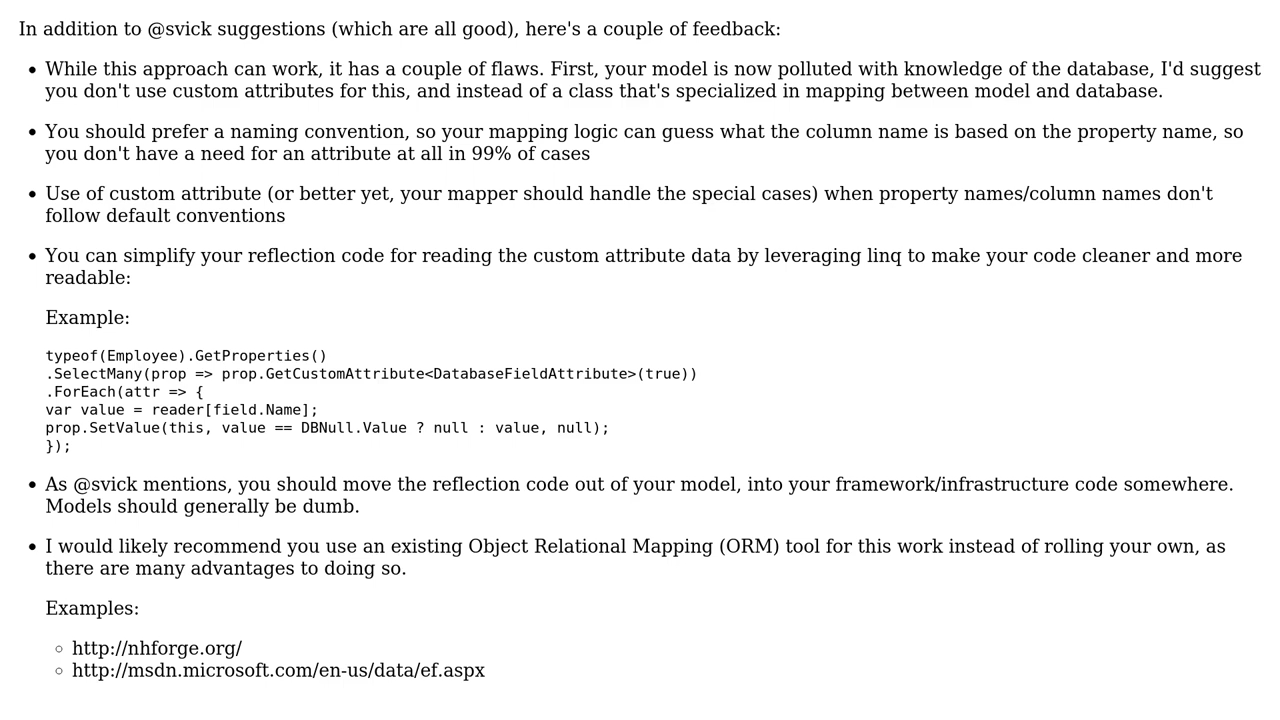 In addition to @svick suggestions (which are all good), here's a couple of feedback:
• While this approach can work, it has a couple of flaws. First, your model is now polluted with knowledge of the database, I'd suggest
you don't use custom attributes for this, and instead of a class that's specialized in mapping between model and database.
• You should prefer a naming convention, so your mapping logic can guess what the column name is based on the property name, so
you don't have a need for an attribute at all in 99% of cases
• Use of custom attribute (or better yet, your mapper should handle the special cases) when property names/column names don't
follow default conventions
• You can simplify your reflection code for reading the custom attribute data by leveraging linq to make your code cleaner and more
readable:
Example:
typeof(Employee).GetProperties()
.SelectMany(prop => prop.GetCustomAttribute<DatabaseFieldAttribute>(true))
.ForEach(attr => {
var value = reader[field.Name];
prop.SetValue(this, value == DBNull.Value ? null : value, null);
});
• As @svick mentions, you should move the reflection code out of your model, into your framework/infrastructure code somewhere.
Models should generally be dumb.
• I would likely recommend you use an existing Object Relational Mapping (ORM) tool for this work instead of rolling your own, as
there are many advantages to doing so.
Examples:
◦ http://nhforge.org/
◦ http://msdn.microsoft.com/en-us/data/ef.aspx